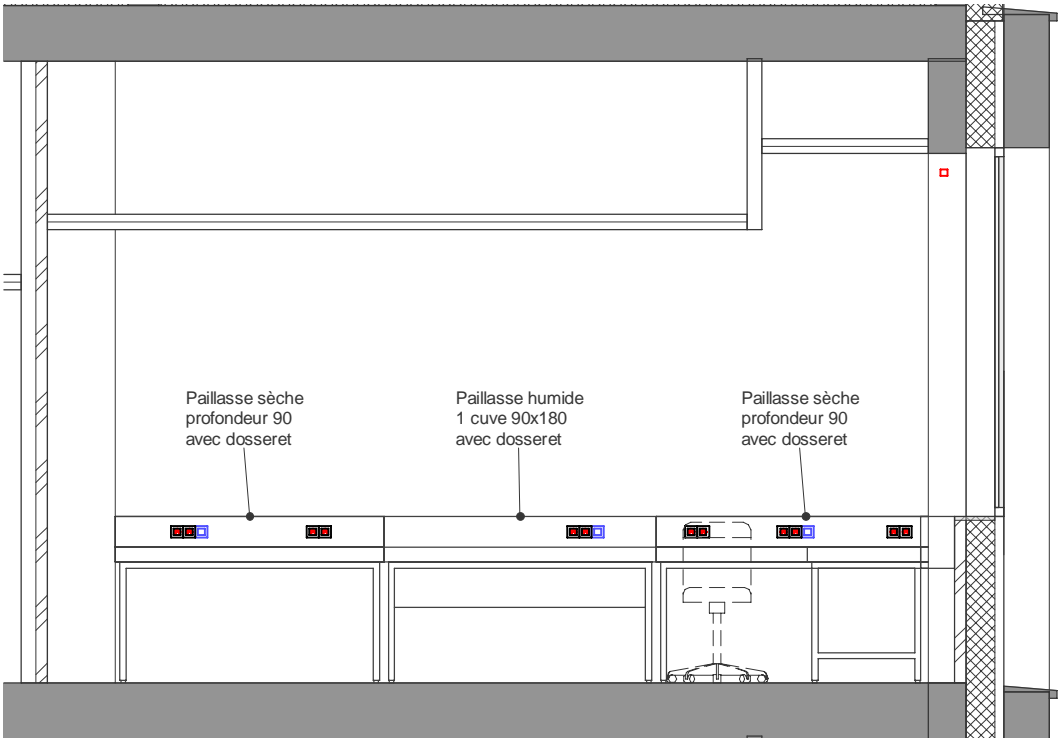 Paillasse sèche
profondeur 90
avec dosseret
Paillasse humide
1 cuve 90x180
avec dosseret
Paillasse sèche
profondeur 90
avec dosseret